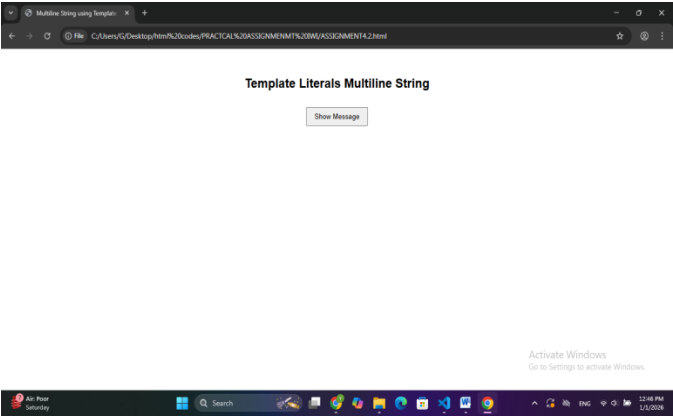 Multiline String using Templat
File C:/Users/G/Desktop/html%20codes/PRACTCAL%20ASSIGNMENMT%20IWL/ASSIGNMENT4.2.html
Template Literals Multiline String
Show Message
Activate Windows
Go to Settings to activate Windows.
Air: Poor
Saturday
Search
ENG
12:46 PM
1/1/2026